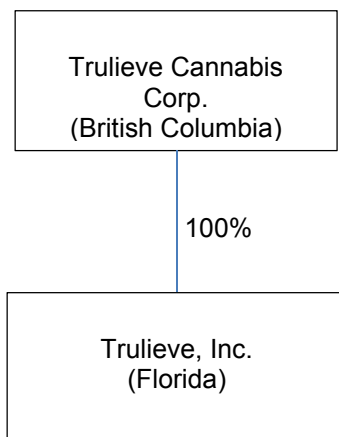 Trulieve Cannabis
Corp.
(British Columbia)
100%
Trulieve, Inc.
(Florida)